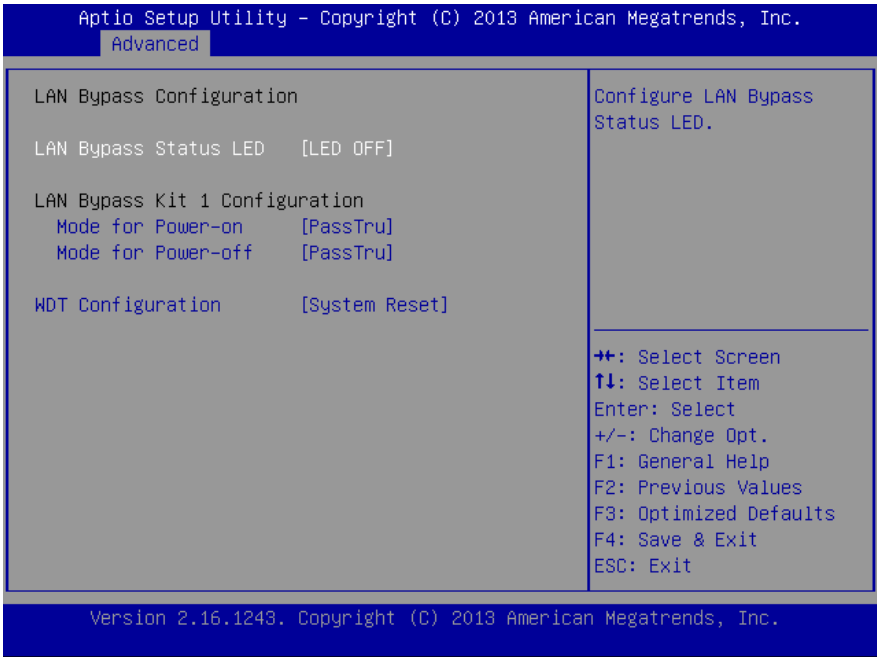 Aptio Setup Utility – Copyright (C) 2013 American Megatrends, Inc.
Advanced
LAN Bypass Configuration
LAN Bypass Status LED [LED OFF]
LAN Bypass Kit 1 Configuration
Mode for Power-on [PassTru]
Mode for Power-off [PassTru]
WDT Configuration [System Reset]
Configure LAN Bypass
Status LED.
→←: Select Screen
↑↓: Select Item
Enter: Select
+/-: Change Opt.
F1: General Help
F2: Previous Values
F3: Optimized Defaults
F4: Save & Exit
ESC: Exit
Version 2.16.1243. Copyright (C) 2013 American Megatrends, Inc.